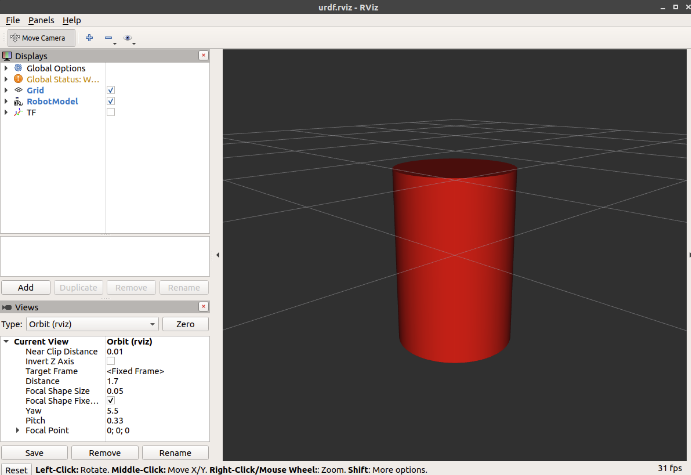 urdf.rviz - RViz
File Panels Help
Move Camera
Displays
Global Options
Global Status: W...
Grid
RobotModel
TF
Add Duplicate Remove Rename
Views
Type: Orbit (rviz) Zero
Current View Orbit (rviz)
Near Clip Distance 0.01
Invert Z Axis
Target Frame <Fixed Frame>
Distance 1.7
Focal Shape Size 0.05
Focal Shape Fixe...
Yaw 5.5
Pitch 0.33
Focal Point 0; 0; 0
Save Remove Rename
Reset Left-Click: Rotate. Middle-Click: Move X/Y. Right-Click/Mouse Wheel:: Zoom. Shift: More options. 31 fps